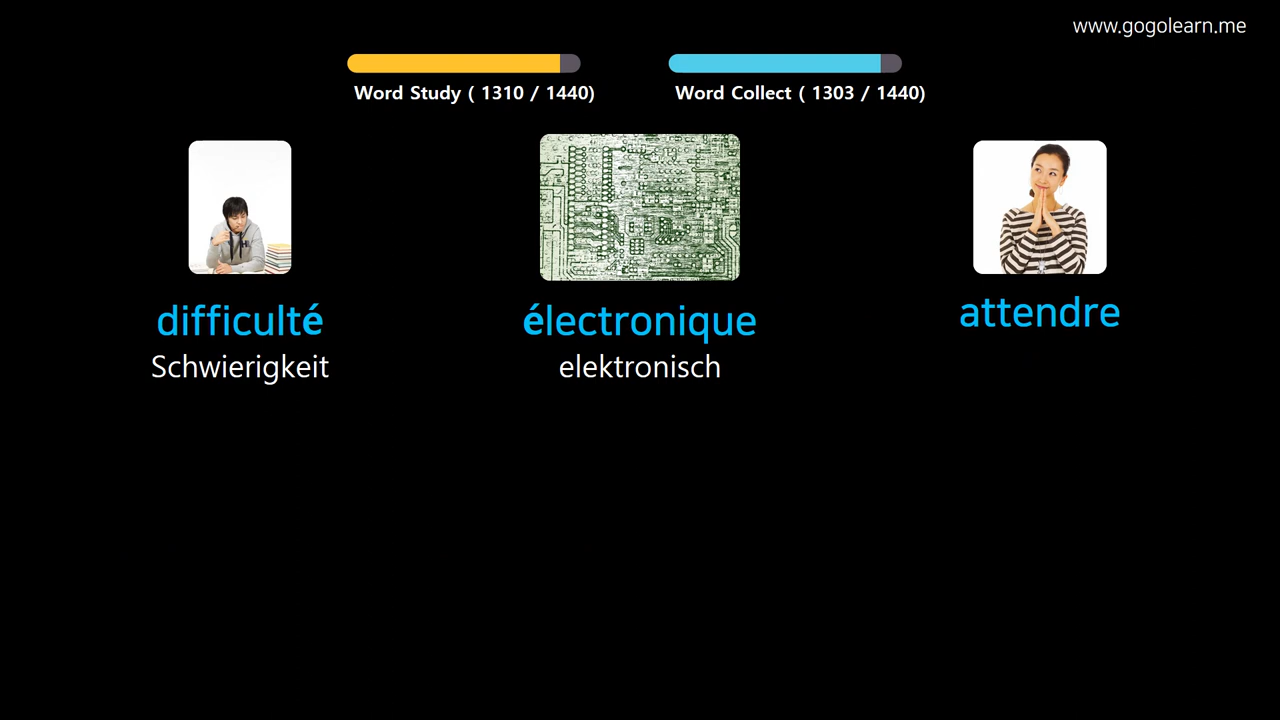 www.gogolearn.me
Word Study ( 1310 / 1440)
Word Collect ( 1303 / 1440)
difficulté
Schwierigkeit
électronique
elektronisch
attendre